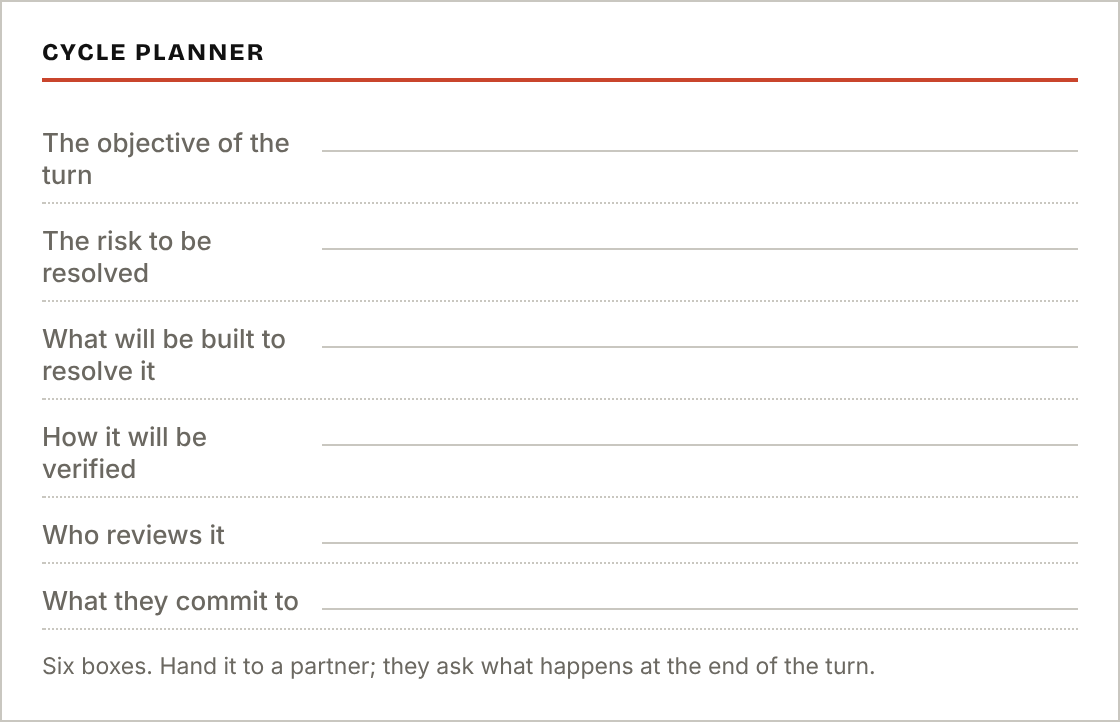 CYCLE PLANNER
The objective of the
turn
The risk to be
resolved
What will be built to
resolve it
How it will be
verified
Who reviews it
What they commit to
Six boxes. Hand it to a partner; they ask what happens at the end of the turn.